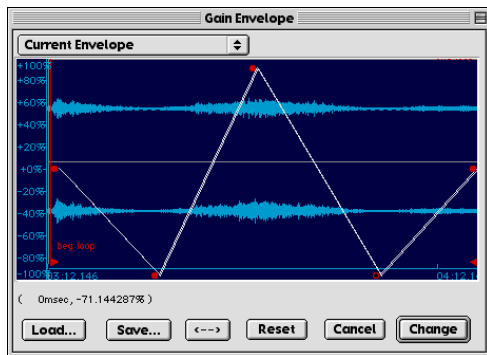 Gain Envelope
Current Envelope
+100%
+80%
+60%
+40%
+20%
+0%
-20%
-40%
-60%
-80%
-100%
beg loop
03:12.146
04:12.1
( 0msec, -71.144287% )
Load... Save... <--> Reset Cancel Change